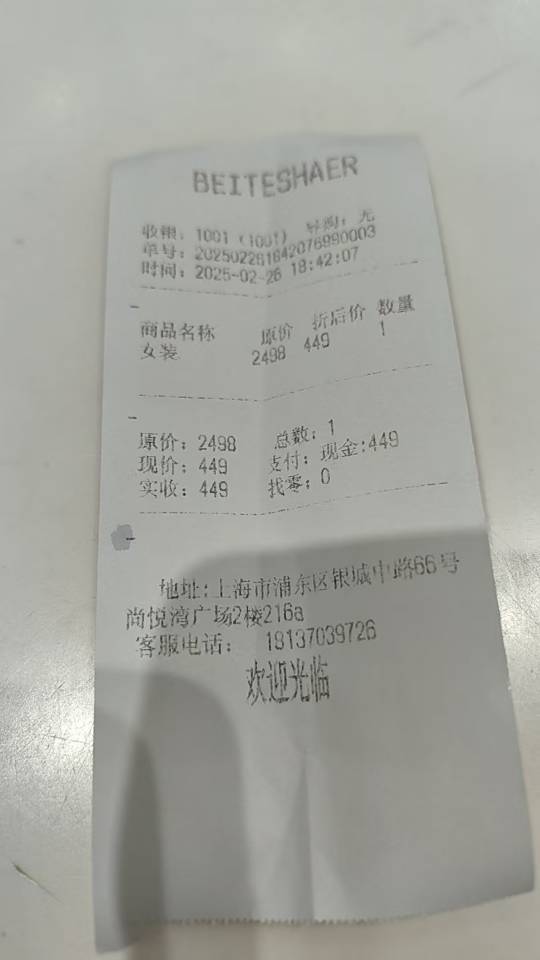 BEITESHAER
收银：1001（1001） 导购：无
单号：202502261842076990003
时间：2025-02-26 18:42:07
商品名称 原价 折后价 数量
女装 2498 449 1
原价：2498 总数：1
现价：449 支付：现金:449
实收：449 找零：0
地址:上海市浦东区银城中路66号
尚悦湾广场2楼216a
客服电话： 18137039726
欢迎光临